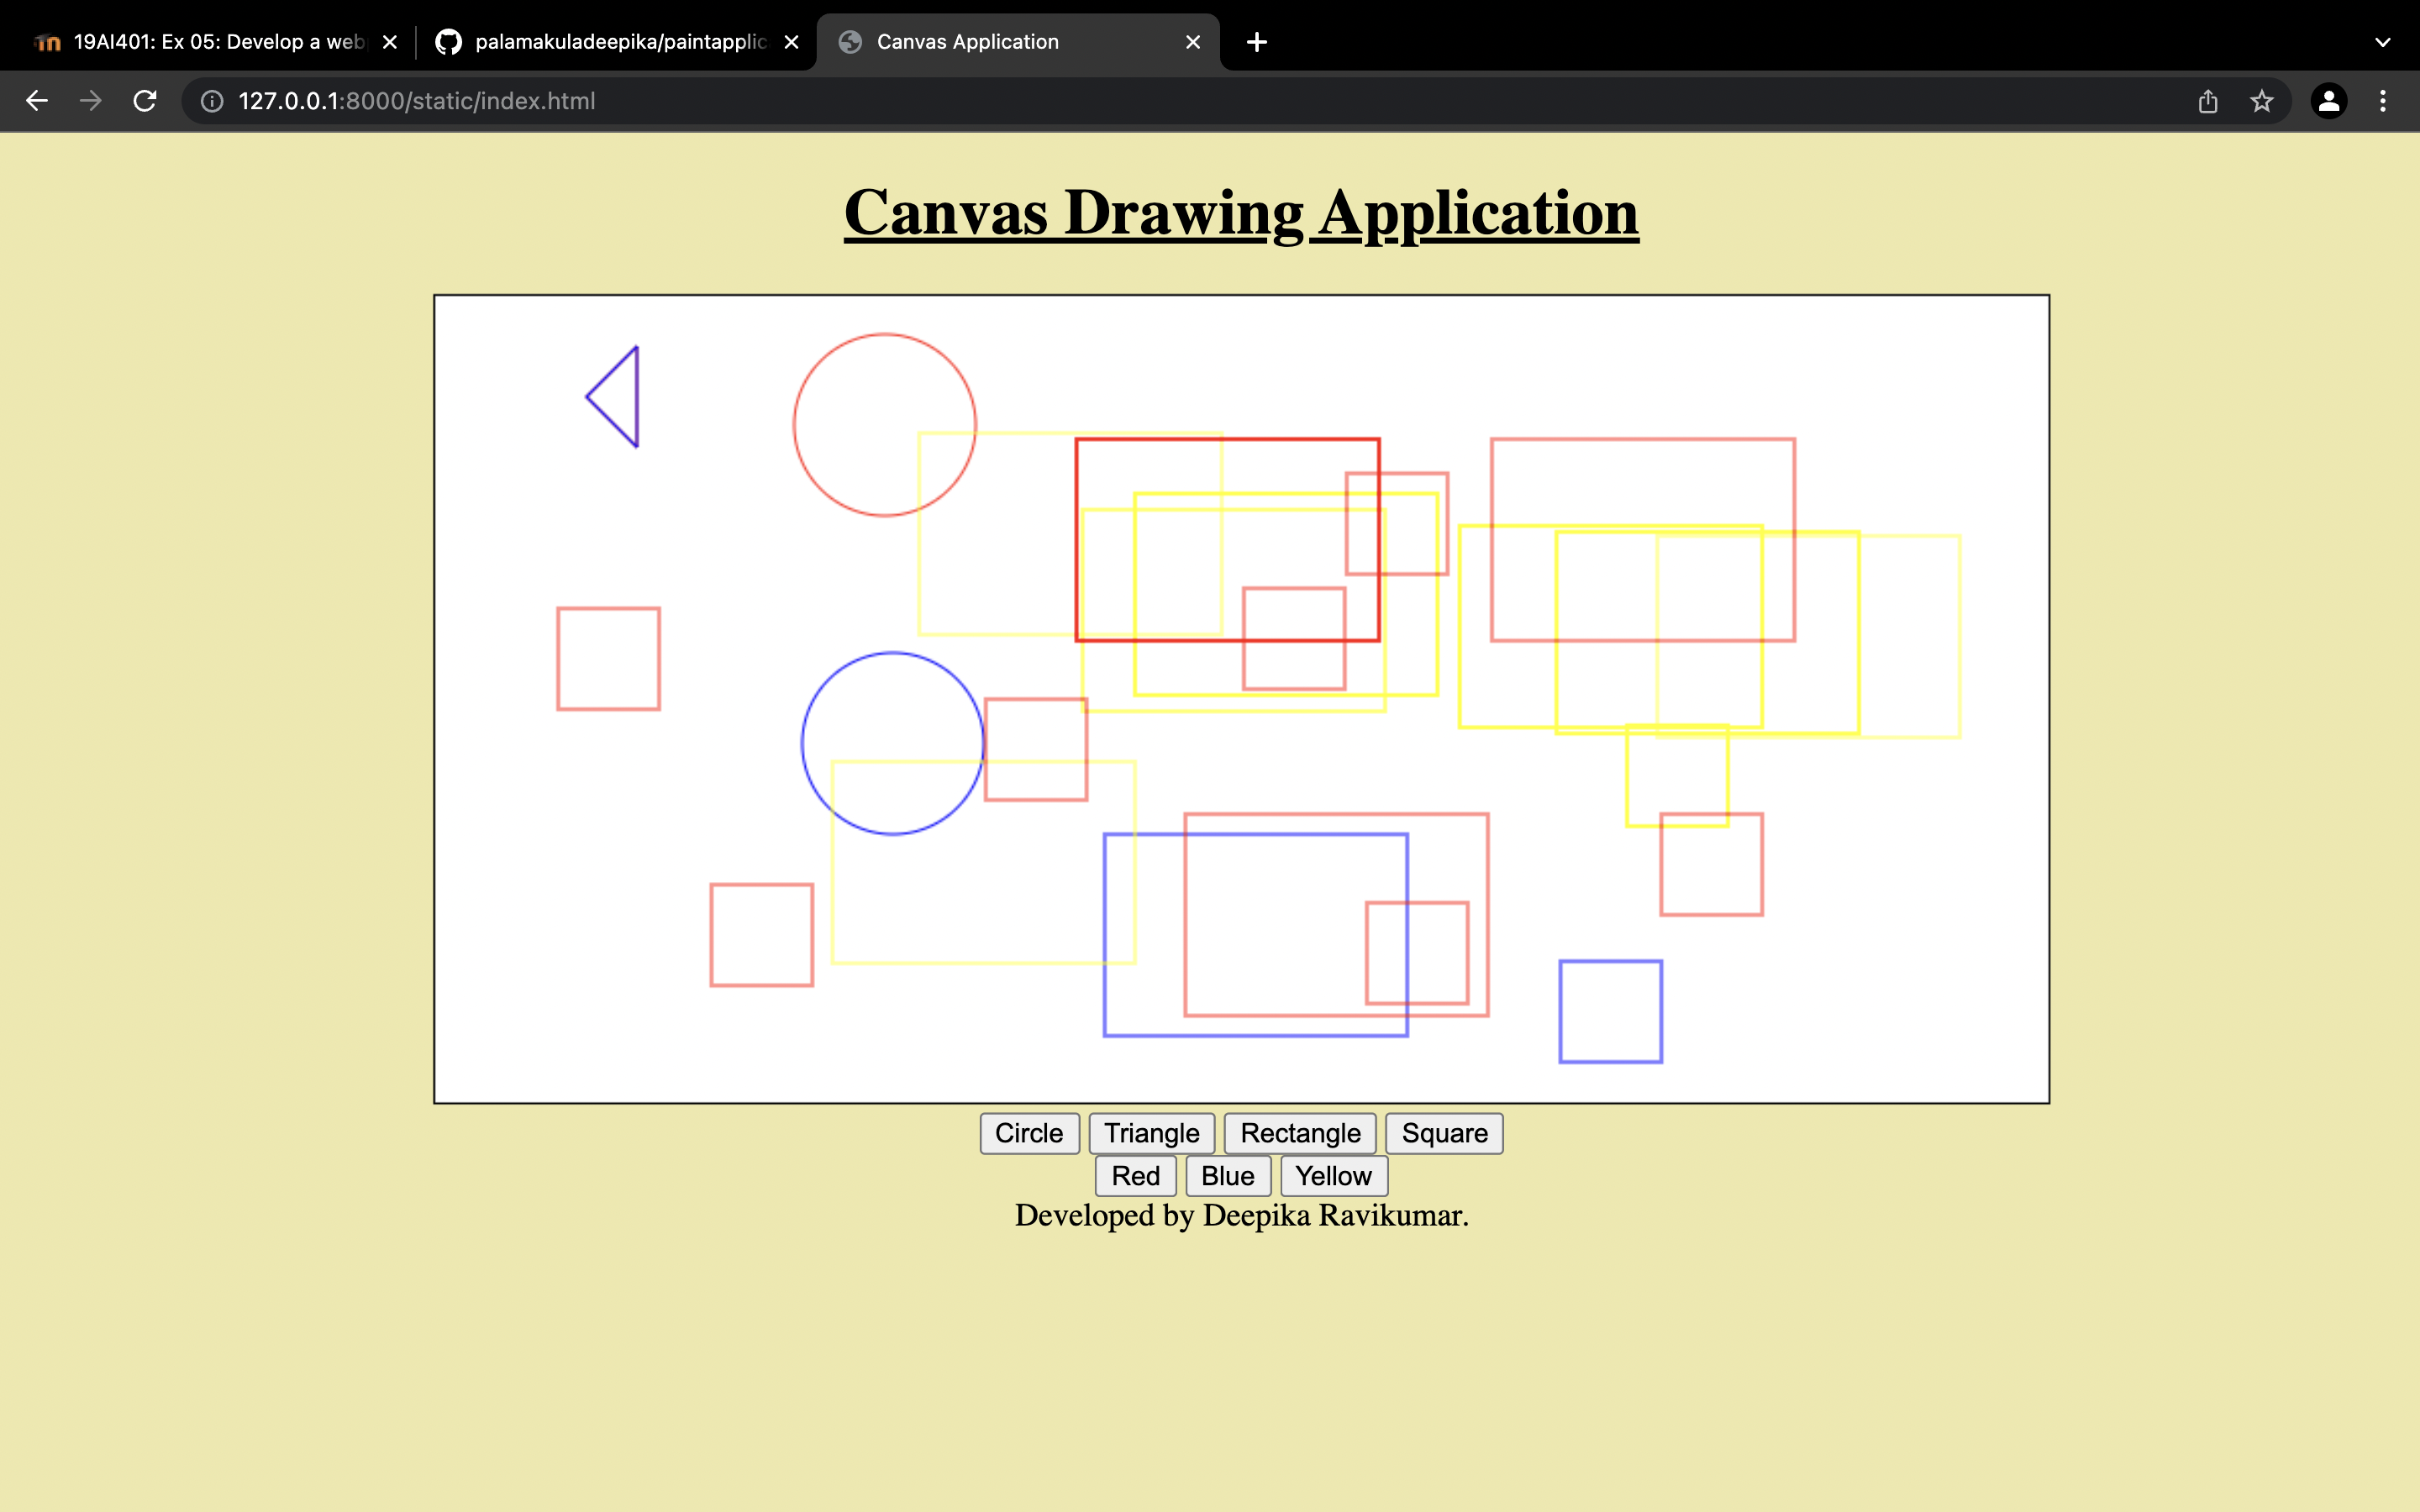 19AI401: Ex 05: Develop a web
palamakuladeepika/paintapplic
Canvas Application
127.0.0.1:8000/static/index.html
Canvas Drawing Application
Circle Triangle Rectangle Square
Red Blue Yellow
Developed by Deepika Ravikumar.